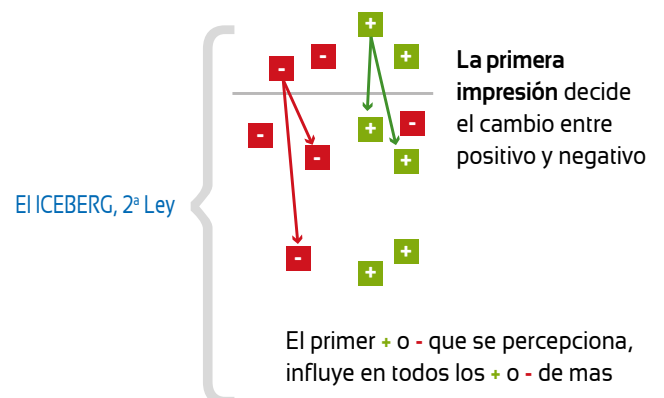 +
- - +
-
La primera
impresión decide
el cambio entre
positivo y negativo
- + -
- +
El ICEBERG, 2ª Ley
- + +
El primer + o - que se percepciona,
influye en todos los + o - de mas